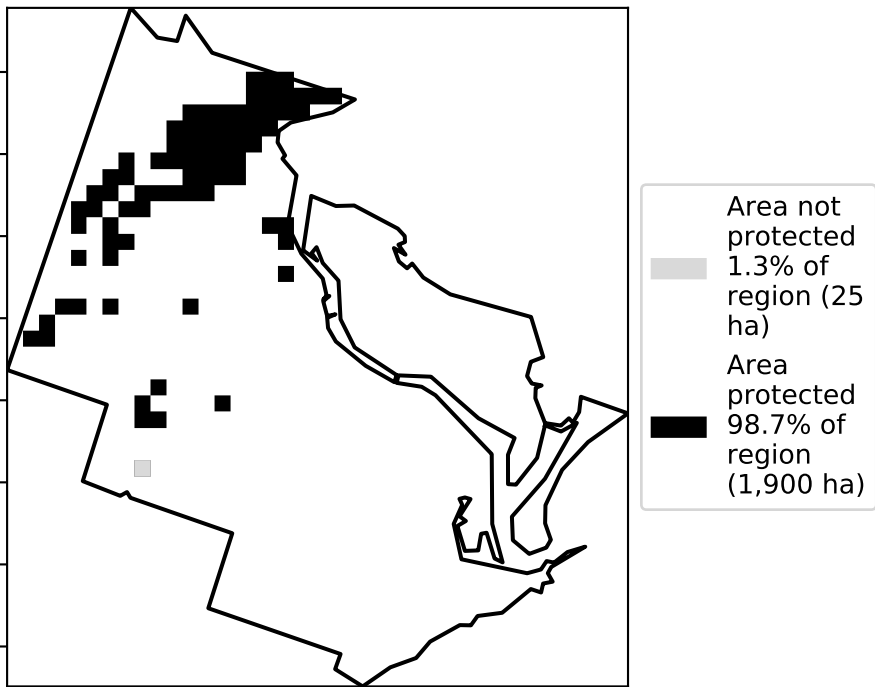 Area not
protected
1.3% of
region (25
ha)
Area
protected
98.7% of
region
(1,900 ha)